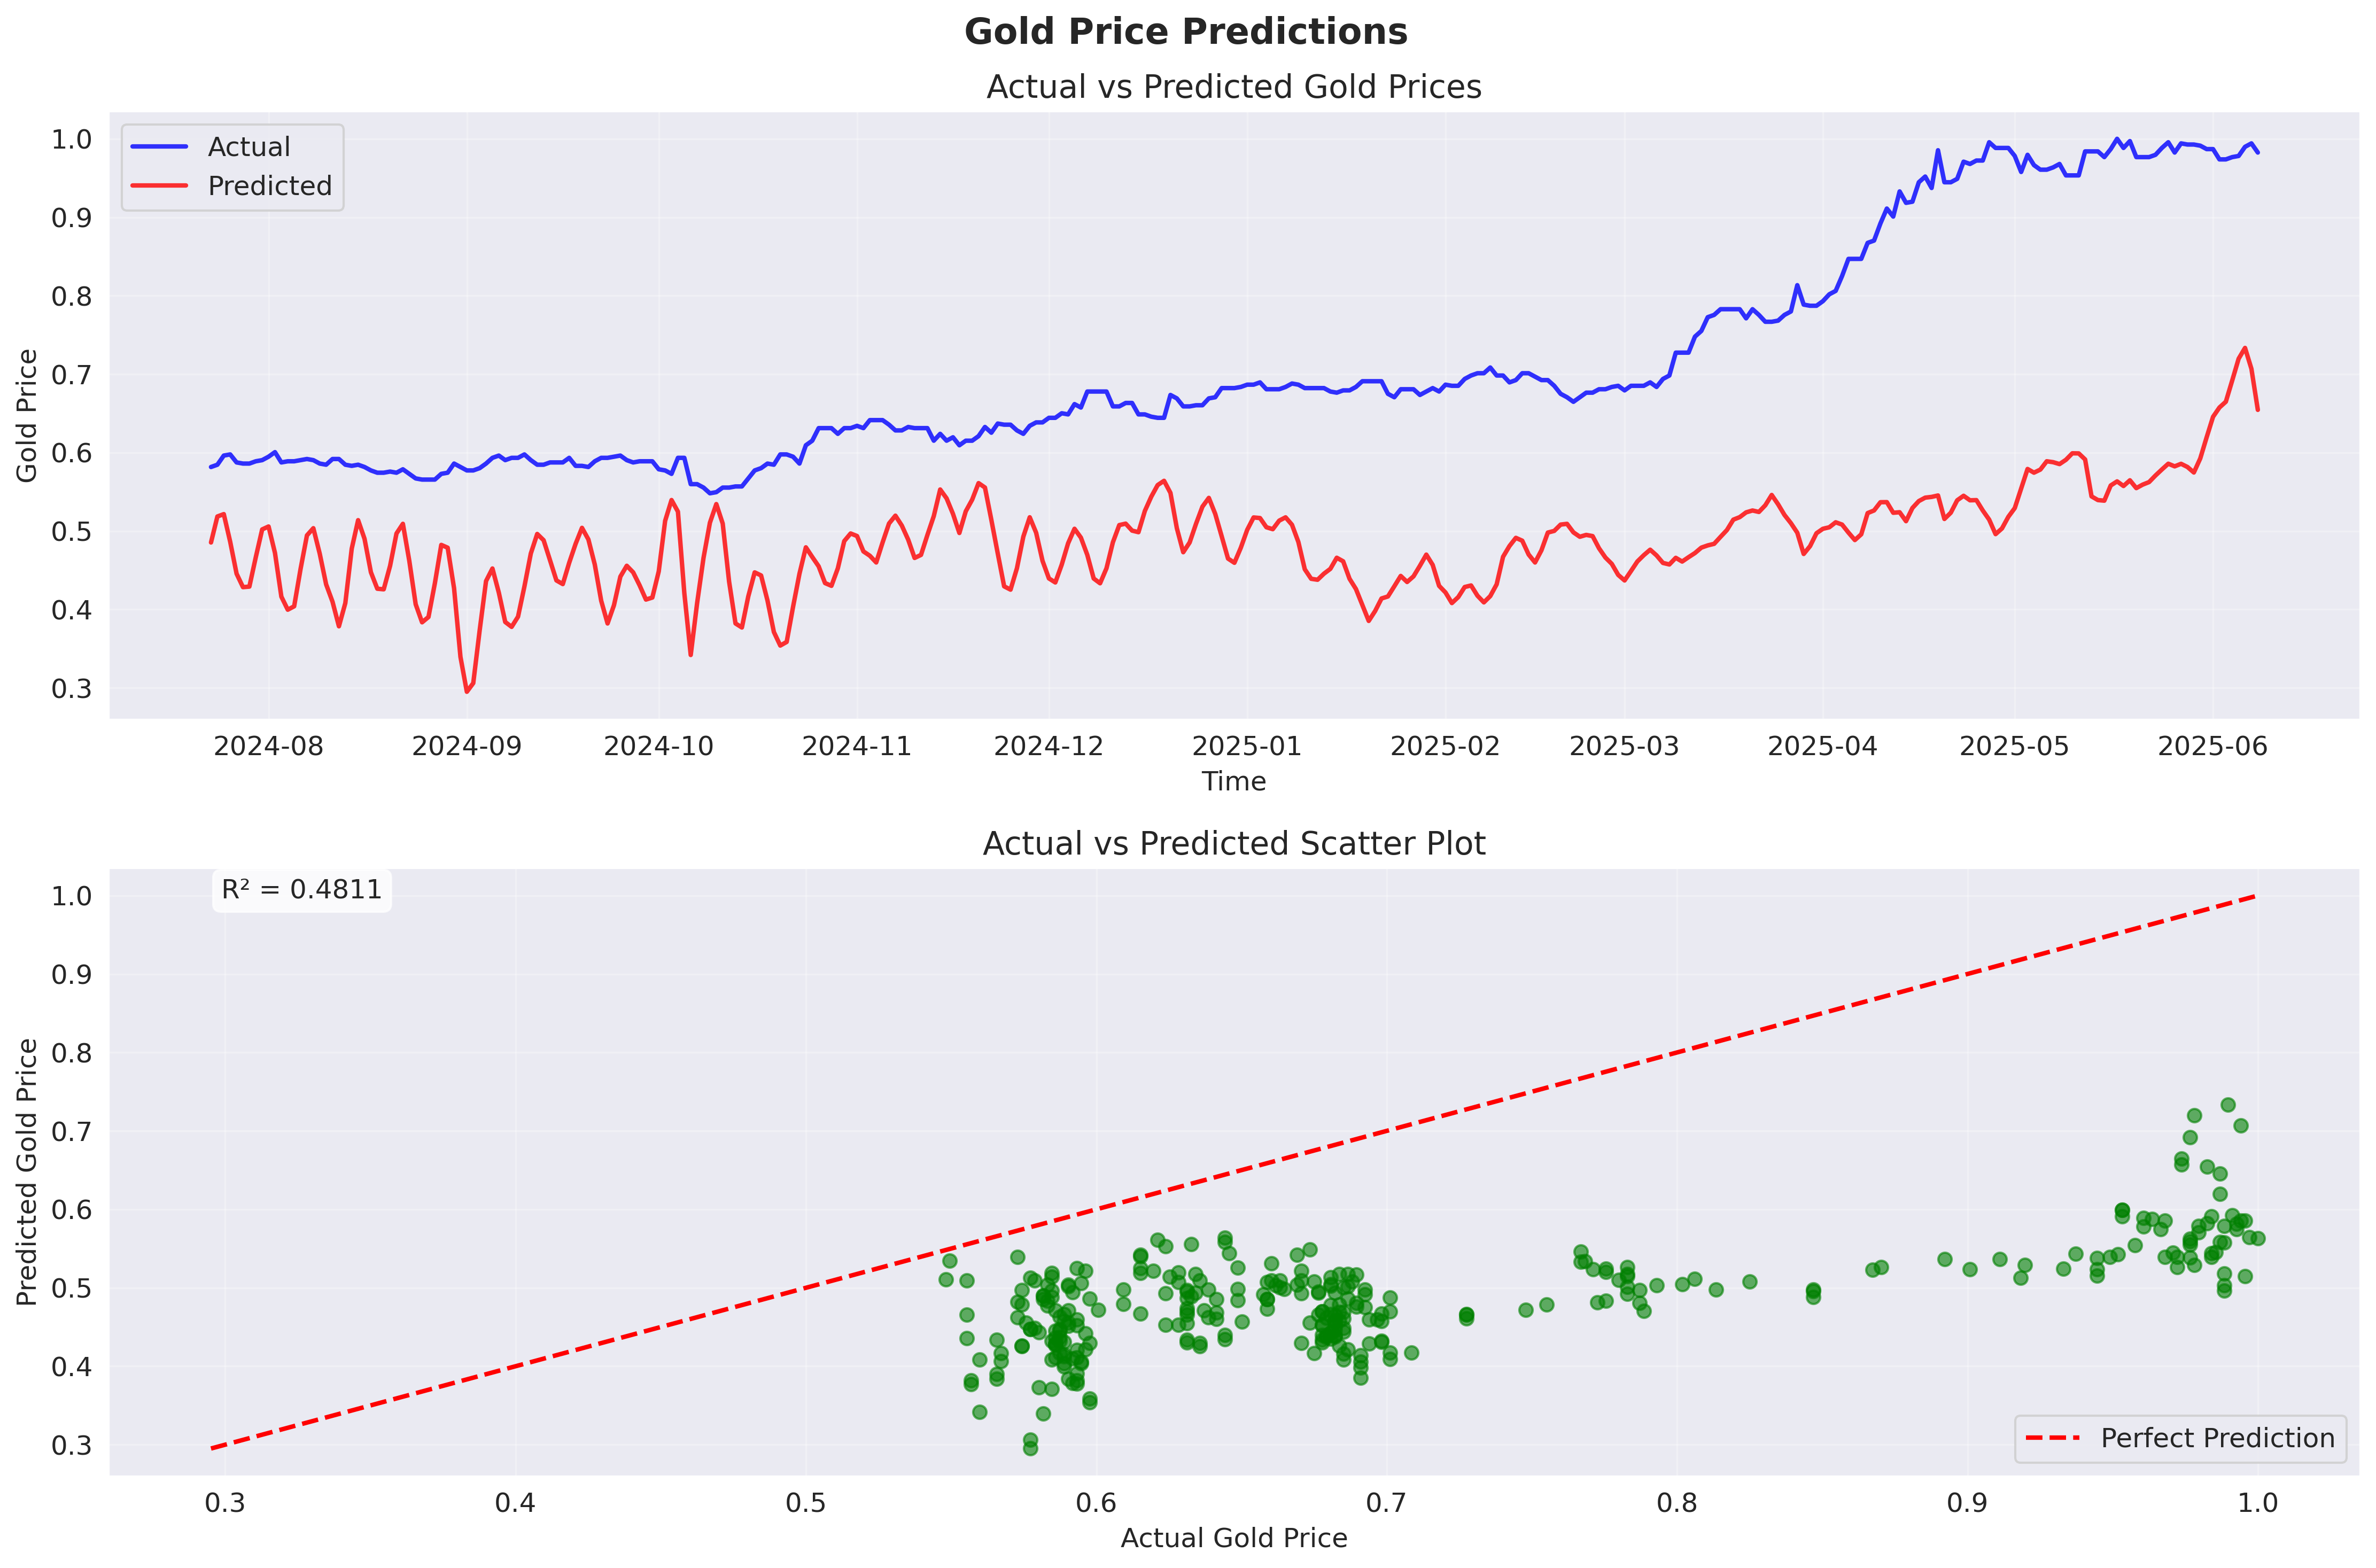 Gold Price Predictions
Actual vs Predicted Gold Prices
Actual
Predicted
Gold Price
1.0
0.9
0.8
0.7
0.6
0.5
0.4
0.3
2024-08 2024-09 2024-10 2024-11 2024-12 2025-01 2025-02 2025-03 2025-04 2025-05 2025-06
Time
Actual vs Predicted Scatter Plot
R² = 0.4811
Predicted Gold Price
1.0
0.9
0.8
0.7
0.6
0.5
0.4
0.3
Perfect Prediction
0.3 0.4 0.5 0.6 0.7 0.8 0.9 1.0
Actual Gold Price